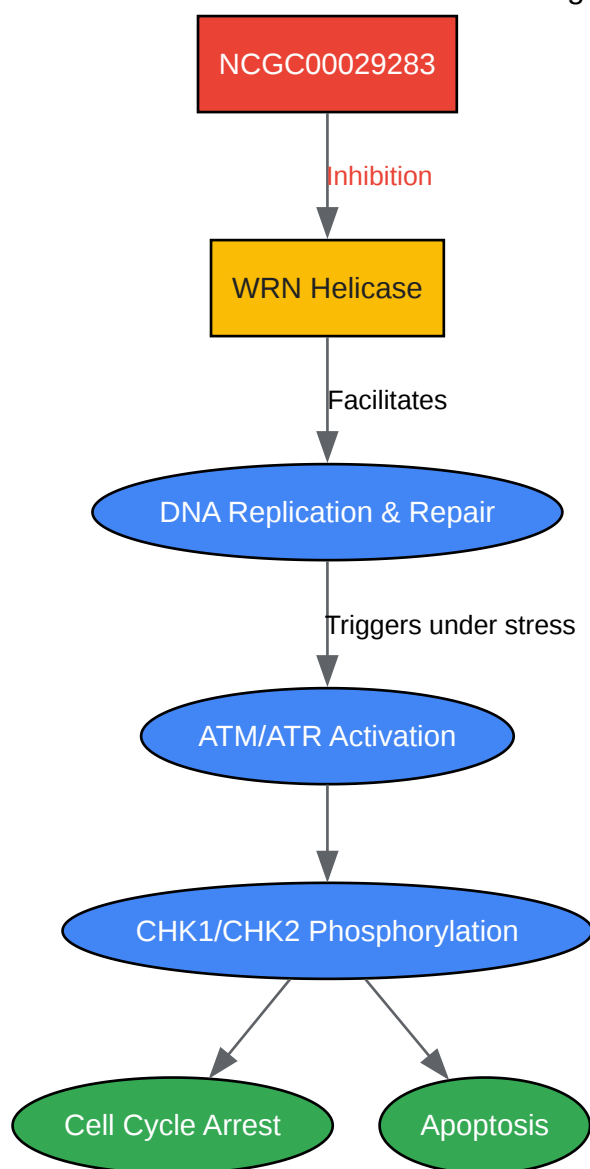 NCGC00029283
Inhibition
WRN Helicase
Facilitates
DNA Replication & Repair
Triggers under stress
ATM/ATR Activation
CHK1/CHK2 Phosphorylation
Cell Cycle Arrest
Apoptosis